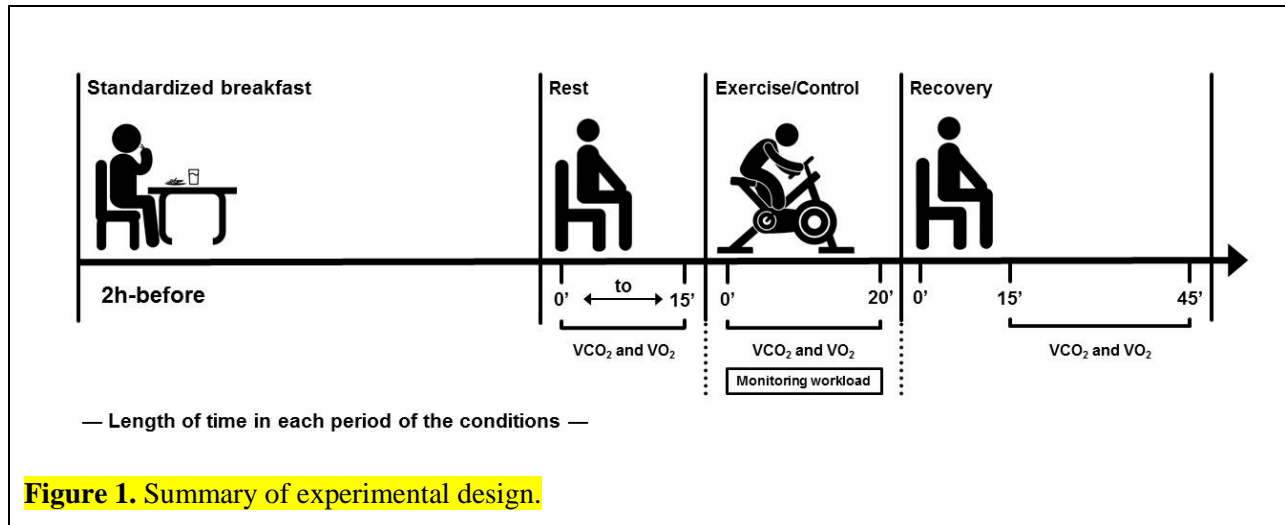 Standardized breakfast
Rest
Exercise/Control
Recovery
2h-before
0’ to 15’
0’ 20’
0’ 15’ 45’
VCO₂ and VO₂
VCO₂ and VO₂
VCO₂ and VO₂
Monitoring workload
— Length of time in each period of the conditions —
Figure 1. Summary of experimental design.